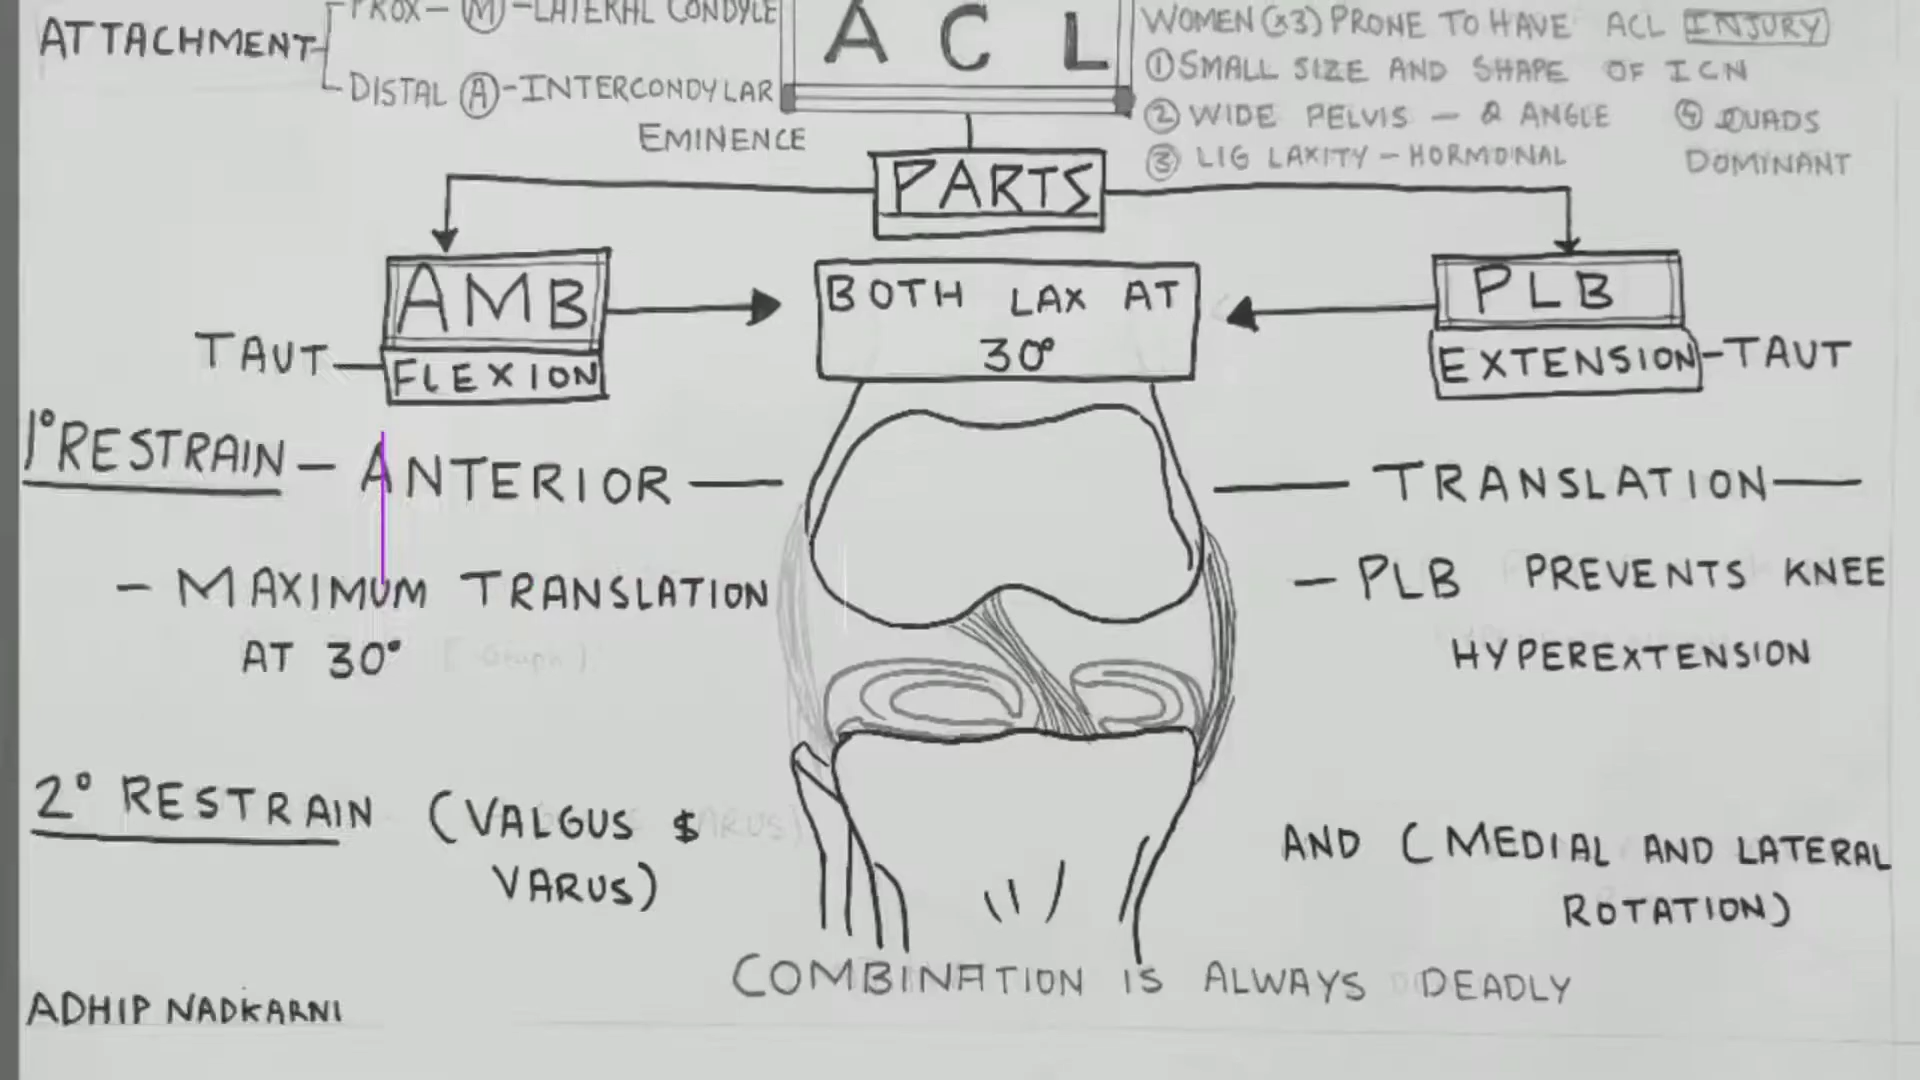 ATTACHMENT
PROX - (M) - LATERAL CONDYLE
DISTAL (A) - INTERCONDYLAR
EMINENCE
ACL
WOMEN (x3) PRONE TO HAVE ACL INJURY
① SMALL SIZE AND SHAPE OF ICN
② WIDE PELVIS - Q ANGLE
③ LIG LAXITY - HORMONAL
④ QUADS
DOMINANT
PARTS
AMB
TAUT - FLEXION
BOTH LAX AT
30°
PLB
EXTENSION - TAUT
1° RESTRAIN - ANTERIOR — — TRANSLATION —
- MAXIMUM TRANSLATION
AT 30°
[Graph]
- PLB PREVENTS KNEE
HYPEREXTENSION
2° RESTRAIN (VALGUS $
VARUS)
AND (MEDIAL AND LATERAL
ROTATION)
COMBINATION IS ALWAYS DEADLY
ADHIP NADKARNI